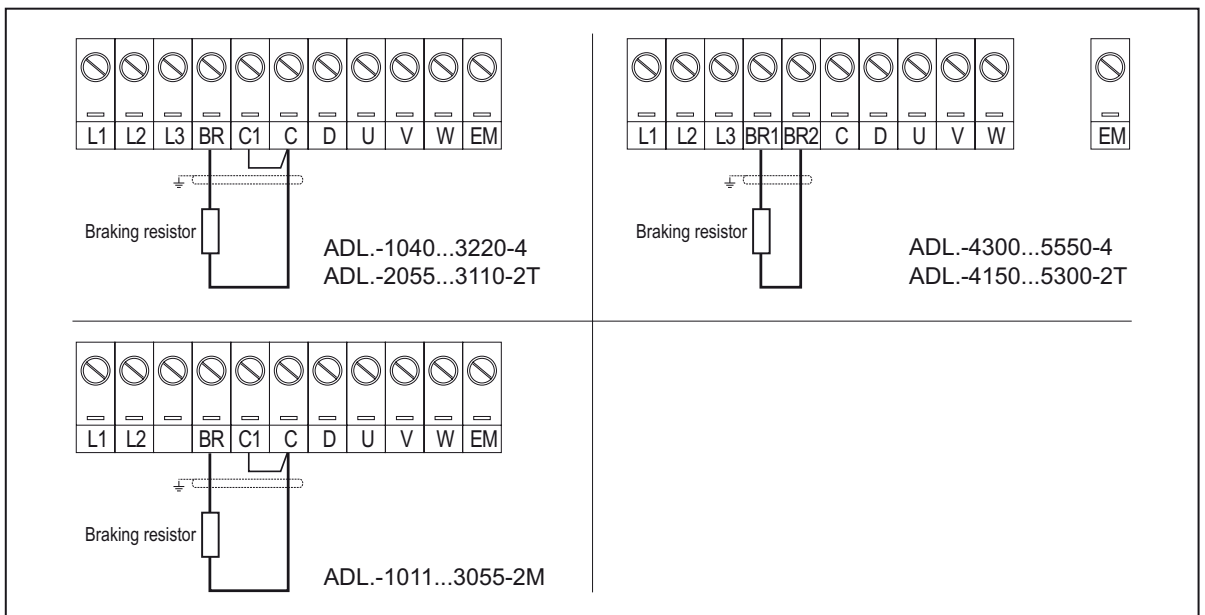 L1 L2 L3 BR C1 C D U V W EM
Braking resistor
ADL.-1040...3220-4
ADL.-2055...3110-2T
L1 L2 L3 BR1 BR2 C D U V W EM
Braking resistor
ADL.-4300...5550-4
ADL.-4150...5300-2T
L1 L2 BR C1 C D U V W EM
Braking resistor
ADL.-1011...3055-2M